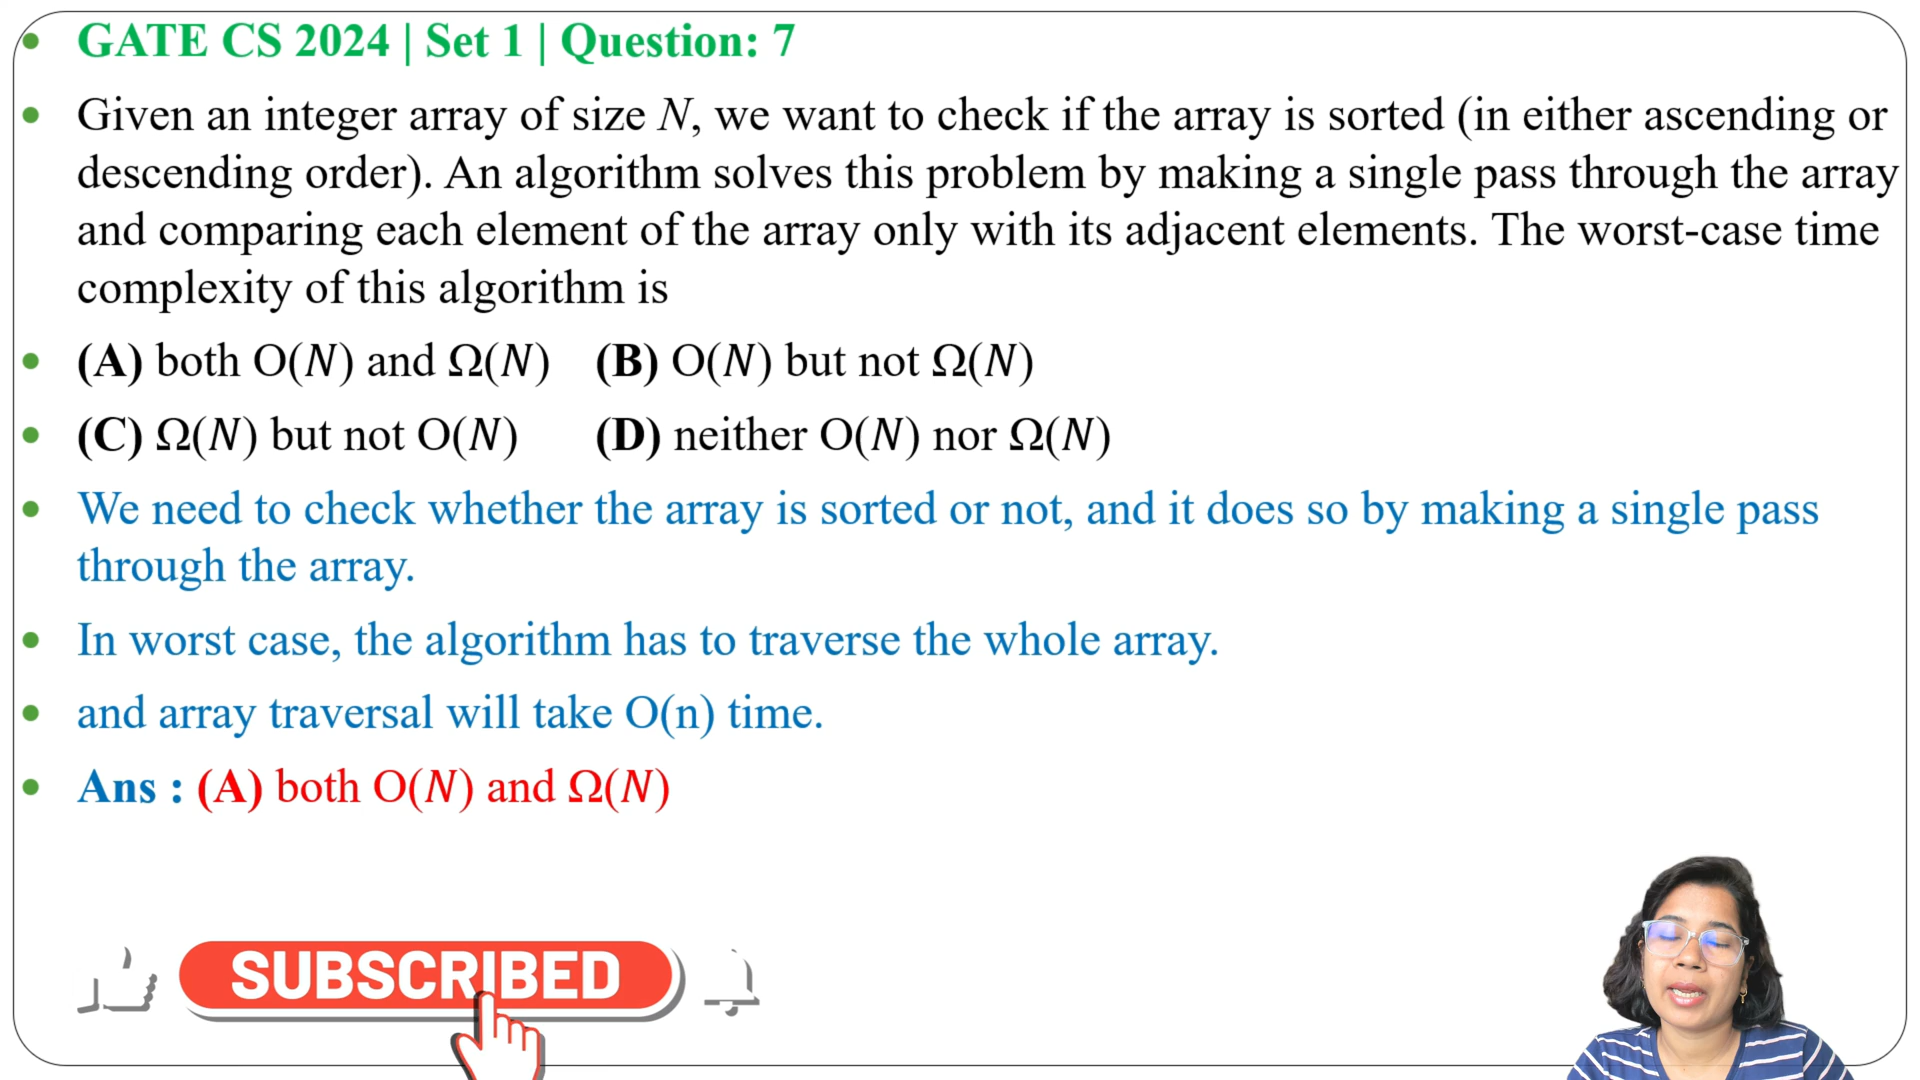 GATE CS 2024 | Set 1 | Question: 7
Given an integer array of size N, we want to check if the array is sorted (in either ascending or
descending order). An algorithm solves this problem by making a single pass through the array
and comparing each element of the array only with its adjacent elements. The worst-case time
complexity of this algorithm is
(A) both O(N) and Ω(N) (B) O(N) but not Ω(N)
(C) Ω(N) but not O(N) (D) neither O(N) nor Ω(N)
We need to check whether the array is sorted or not, and it does so by making a single pass
through the array.
In worst case, the algorithm has to traverse the whole array.
and array traversal will take O(n) time.
Ans : (A) both O(N) and Ω(N)
SUBSCRIBED